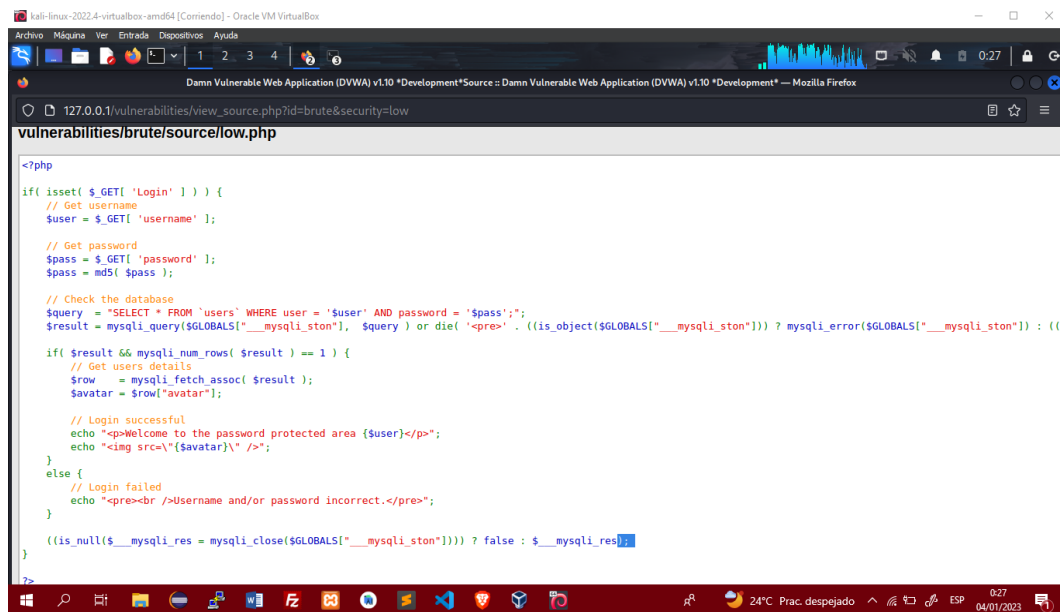 kali-linux-2022.4-virtualbox-amd64 [Corriendo] - Oracle VM VirtualBox
Archivo Máquina Ver Entrada Dispositivos Ayuda
1 2 3 4 0:27
Damn Vulnerable Web Application (DVWA) v1.10 *Development*Source :: Damn Vulnerable Web Application (DVWA) v1.10 *Development* — Mozilla Firefox
127.0.0.1/vulnerabilities/view_source.php?id=brute&security=low
vulnerabilities/brute/source/low.php
<?php
if( isset( $_GET[ 'Login' ] ) ) {
// Get username
$user = $_GET[ 'username' ];
// Get password
$pass = $_GET[ 'password' ];
$pass = md5( $pass );
// Check the database
$query  = "SELECT * FROM `users` WHERE user = '$user' AND password = '$pass';";
$result = mysqli_query($GLOBALS["___mysqli_ston"],  $query ) or die( '<pre>' . ((is_object($GLOBALS["___mysqli_ston"])) ? mysqli_error($GLOBALS["___mysqli_ston"]) : ((
if( $result && mysqli_num_rows( $result ) == 1 ) {
// Get users details
$row    = mysqli_fetch_assoc( $result );
$avatar = $row["avatar"];
// Login successful
echo "<p>Welcome to the password protected area {$user}</p>";
echo "<img src=\"{$avatar}\" />";
}
else {
// Login failed
echo "<pre><br />Username and/or password incorrect.</pre>";
}
((is_null($___mysqli_res = mysqli_close($GLOBALS["___mysqli_ston"]))) ? false : $___mysqli_res);
}
?>
24°C Prac. despejado ESP 0:27
04/01/2023